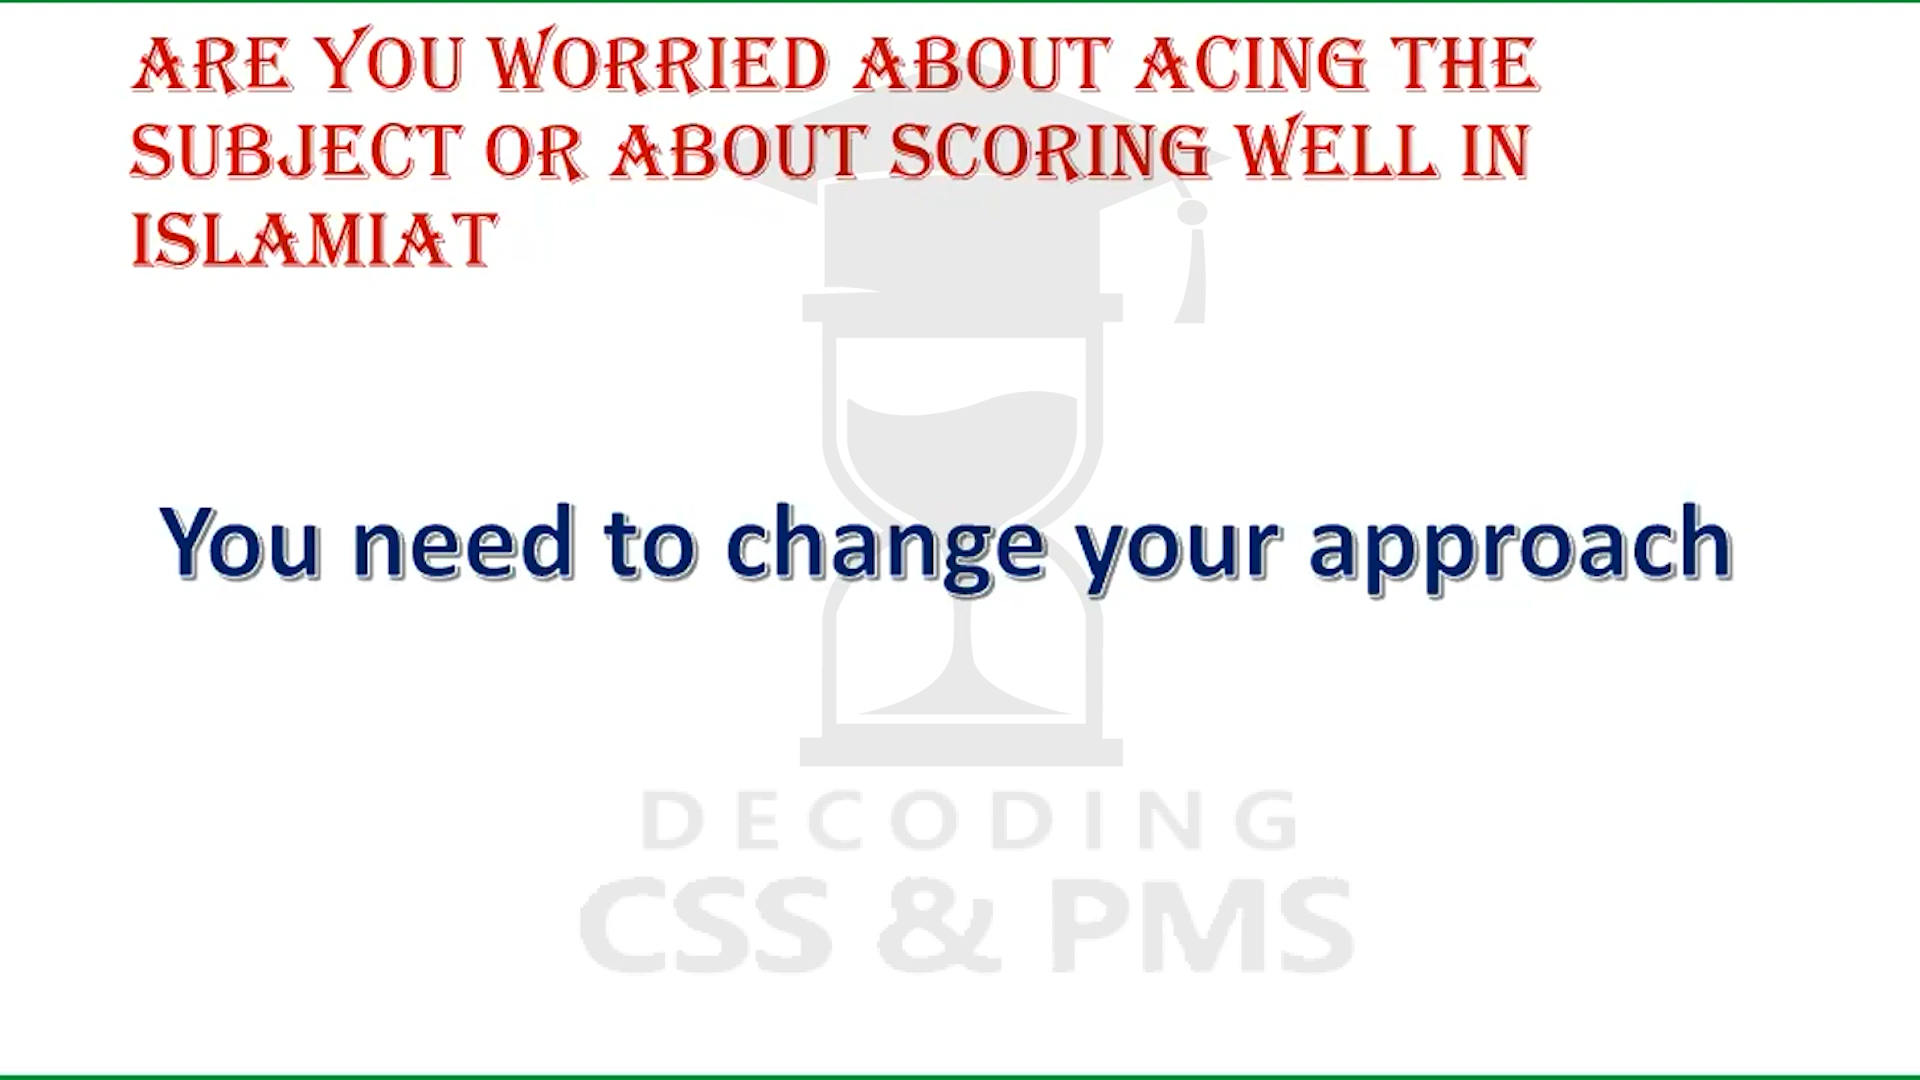 ARE YOU WORRIED ABOUT ACING THE
SUBJECT OR ABOUT SCORING WELL IN
ISLAMIAT
You need to change your approach
DECODING
CSS & PMS